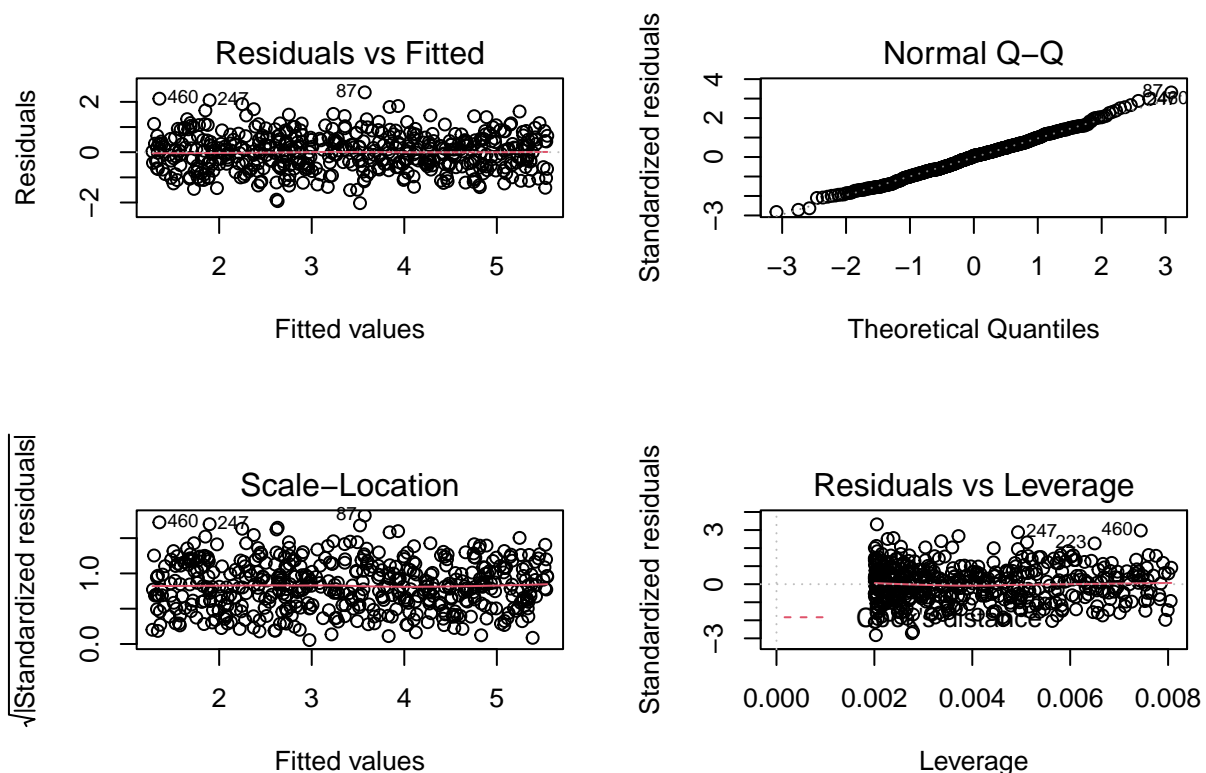 Residuals vs Fitted
Residuals
2
0
−2
460
247
87
2 3 4 5
Fitted values
Normal Q−Q
Standardized residuals
4
2
0
−3
87
−3 −2 −1 0 1 2 3
Theoretical Quantiles
Scale−Location
√|Standardized residuals|
1.0
0.0
460
247
87
2 3 4 5
Fitted values
Residuals vs Leverage
Standardized residuals
3
0
−3
247
223
460
distance
0.000 0.002 0.004 0.006 0.008
Leverage